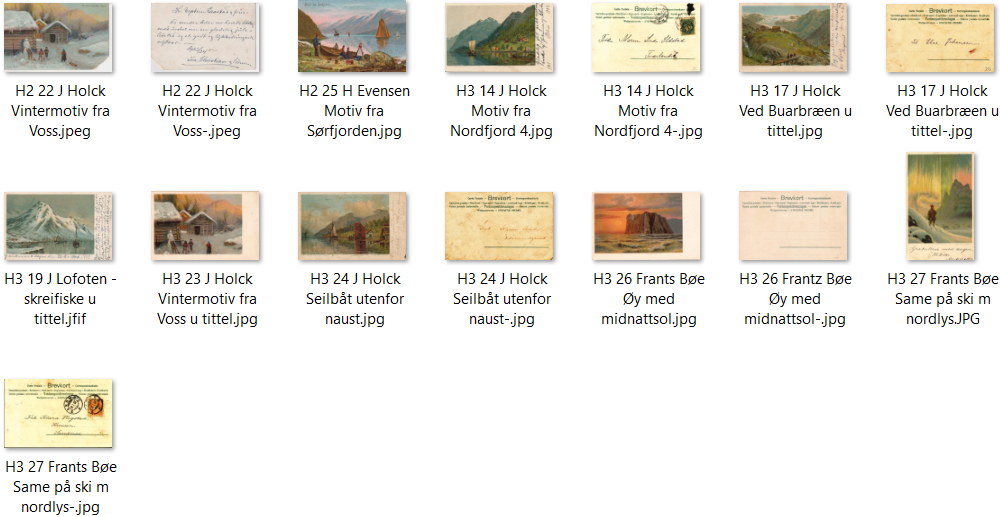 H2 22 J Holck
Vintermotiv fra
Voss.jpeg
H2 22 J Holck
Vintermotiv fra
Voss-.jpeg
H2 25 H Evensen
Motiv fra
Sørfjorden.jpg
H3 14 J Holck
Motiv fra
Nordfjord 4.jpg
Brevkort
H3 14 J Holck
Motiv fra
Nordfjord 4-.jpg
H3 17 J Holck
Ved Buarbræen u
tittel.jpg
Brevkort
H3 17 J Holck
Ved Buarbræen u
tittel-.jpg
H3 19 J Lofoten -
skreifiske u
tittel.jfif
H3 23 J Holck
Vintermotiv fra
Voss u tittel.jpg
H3 24 J Holck
Seilbåt utenfor
naust.jpg
Brevkort
H3 24 J Holck
Seilbåt utenfor
naust-.jpg
H3 26 Frants Bøe
Øy med
midnattsol.jpg
Brevkort
H3 26 Frantz Bøe
Øy med
midnattsol-.jpg
H3 27 Frants Bøe
Same på ski m
nordlys.JPG
Brevkort
H3 27 Frants Bøe
Same på ski m
nordlys-.jpg